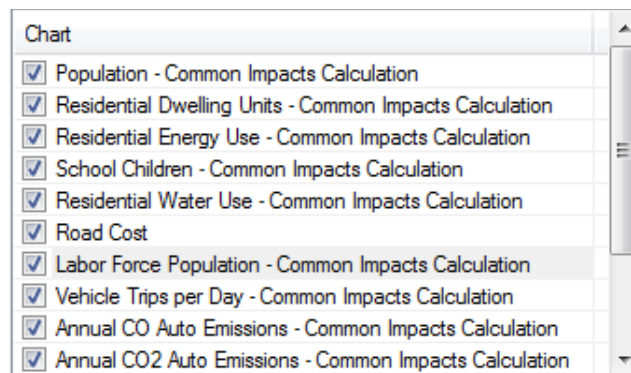 Chart
Population - Common Impacts Calculation
Residential Dwelling Units - Common Impacts Calculation
Residential Energy Use - Common Impacts Calculation
School Children - Common Impacts Calculation
Residential Water Use - Common Impacts Calculation
Road Cost
Labor Force Population - Common Impacts Calculation
Vehicle Trips per Day - Common Impacts Calculation
Annual CO Auto Emissions - Common Impacts Calculation
Annual CO2 Auto Emissions - Common Impacts Calculation